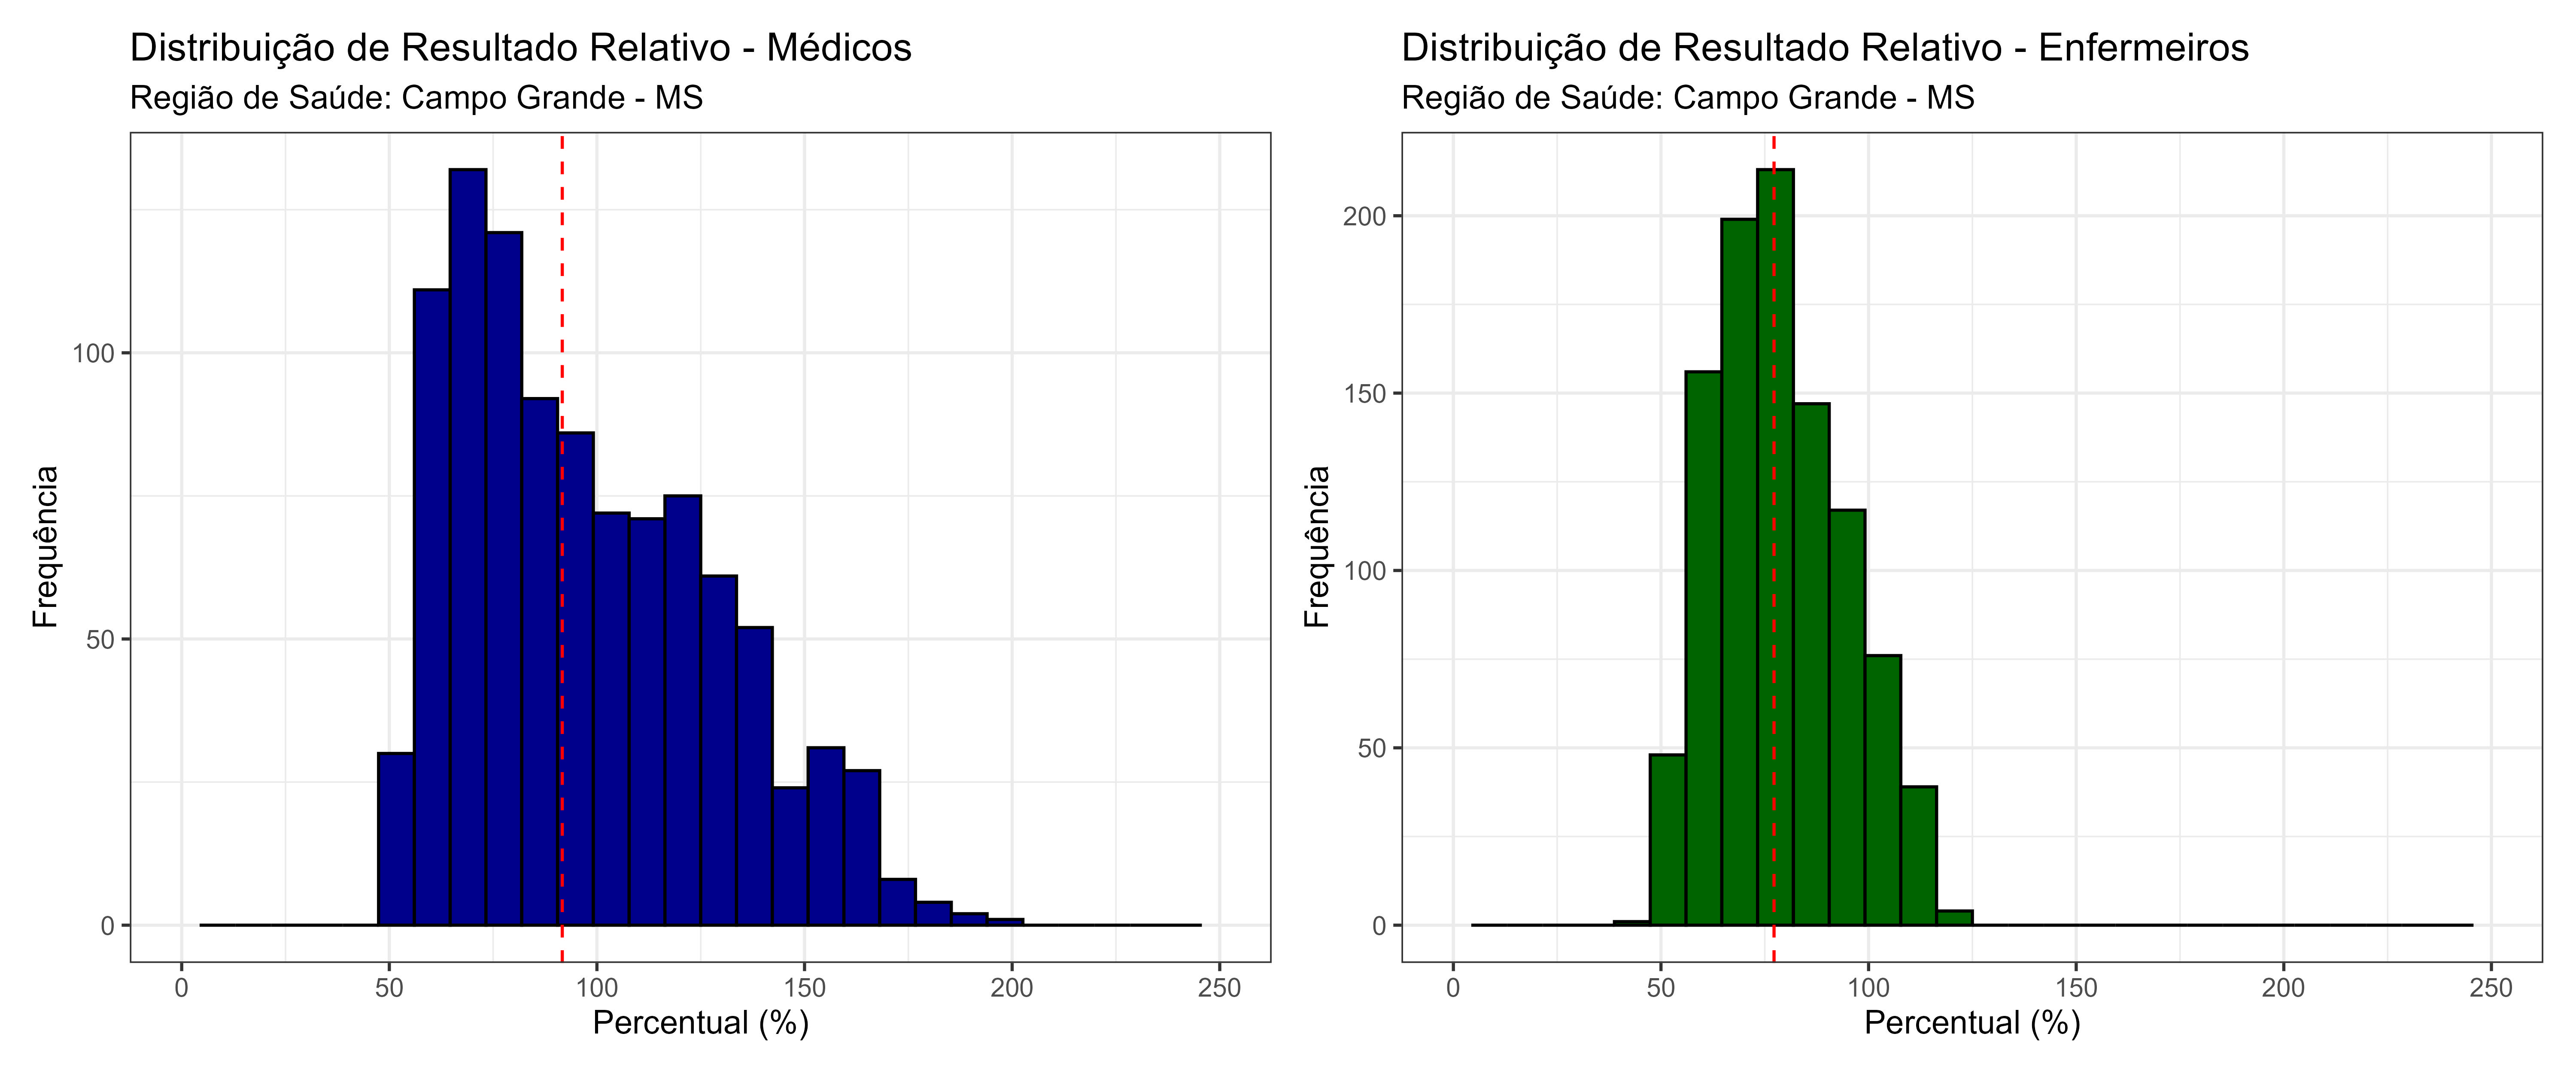 Distribuição de Resultado Relativo - Médicos
Região de Saúde: Campo Grande - MS
Frequência
100
50
0
0 50 100 150 200 250
Percentual (%)
Distribuição de Resultado Relativo - Enfermeiros
Região de Saúde: Campo Grande - MS
Frequência
200
150
100
50
0
0 50 100 150 200 250
Percentual (%)